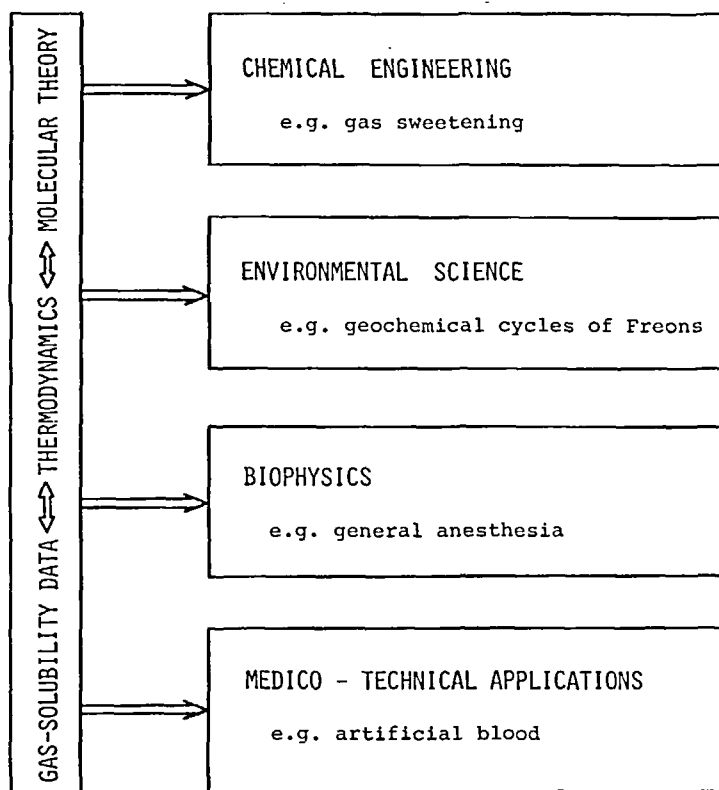 GAS-SOLUBILITY DATA ⇔ THERMODYNAMICS ⇔ MOLECULAR THEORY
CHEMICAL ENGINEERING
e.g. gas sweetening
ENVIRONMENTAL SCIENCE
e.g. geochemical cycles of Freons
BIOPHYSICS
e.g. general anesthesia
MEDICO - TECHNICAL APPLICATIONS
e.g. artificial blood